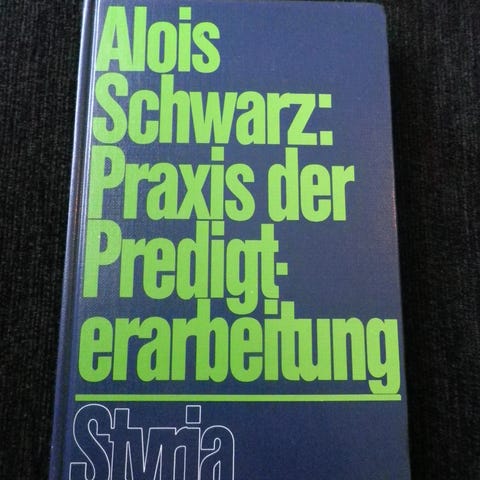 Alois
Schwarz:
Praxis der
Predigt-
erarbeitung
Styria